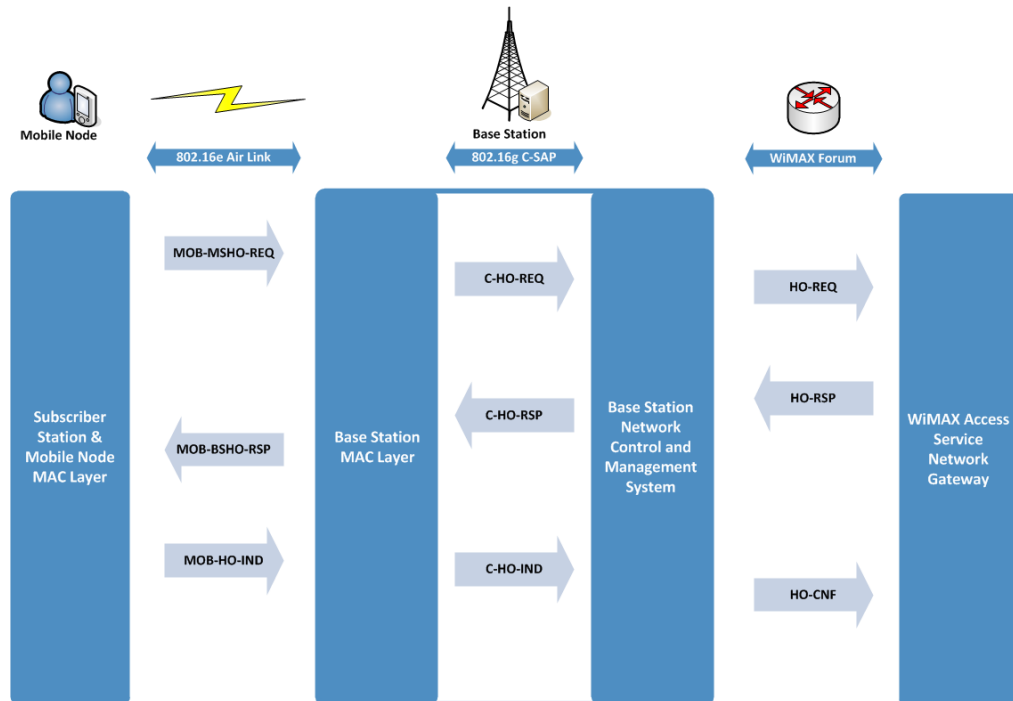 Mobile Node
Base Station
802.16e Air Link
802.16g C-SAP
WiMAX Forum
MOB-MSHO-REQ
C-HO-REQ
HO-REQ
HO-RSP
C-HO-RSP
MOB-BSHO-RSP
Subscriber
Station &
Mobile Node
MAC Layer
Base Station
MAC Layer
Base Station
Network
Control and
Management
System
WiMAX Access
Service
Network
Gateway
MOB-HO-IND
C-HO-IND
HO-CNF